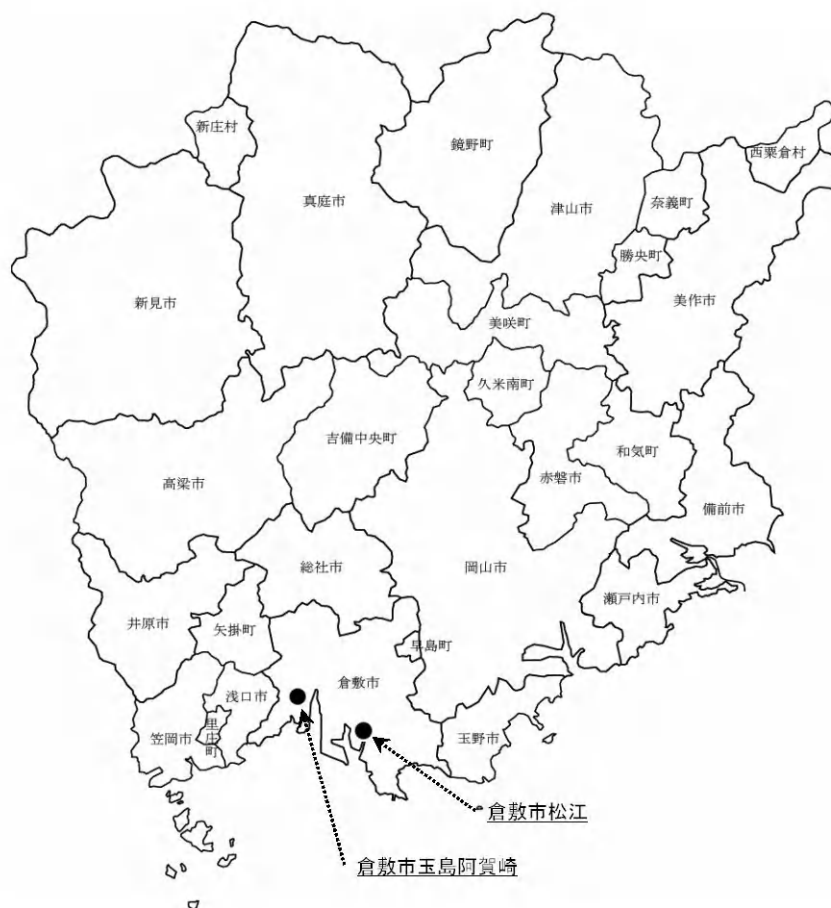 新庄村
鏡野町
西粟倉村
真庭市
津山市
奈義町
勝央町
新見市
美作市
美咲町
久米南町
吉備中央町
和気町
高梁市
赤磐市
備前市
総社市
岡山市
瀬戸内市
井原市
矢掛町
早島町
倉敷市
浅口市
里庄町
笠岡市
玉野市
倉敷市松江
倉敷市玉島阿賀崎